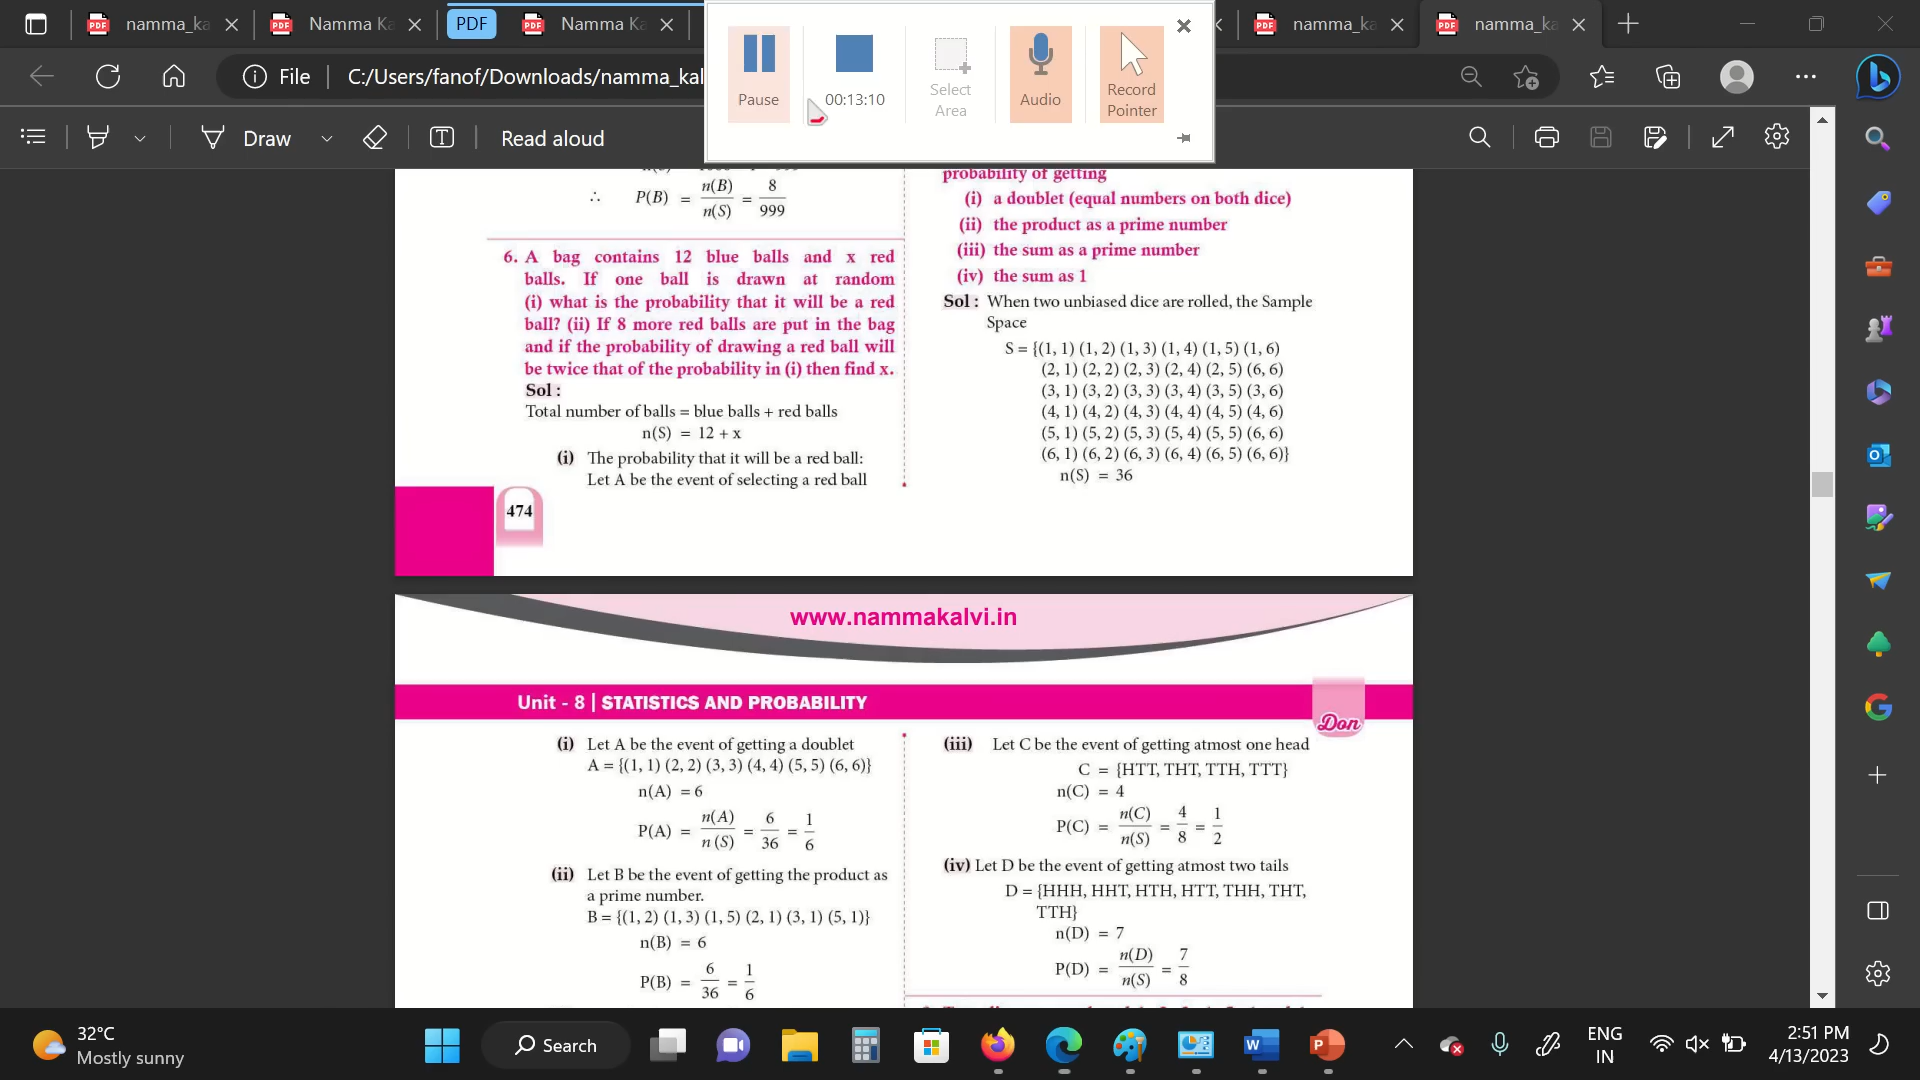 namma_ka
Namma Ka
PDF
Namma Ka
namma_ka
namma_ka
File
C:/Users/fanof/Downloads/namma_kal
Pause
00:13:10
Select
Area
Audio
Record
Pointer
Draw
Read aloud
∴ P(B) = n(B)/n(S) = 8/999
6. A bag contains 12 blue balls and x red
balls. If one ball is drawn at random
(i) what is the probability that it will be a red
ball? (ii) If 8 more red balls are put in the bag
and if the probability of drawing a red ball will
be twice that of the probability in (i) then find x.
Sol :
Total number of balls = blue balls + red balls
n(S) = 12 + x
(i) The probability that it will be a red ball:
Let A be the event of selecting a red ball
474
probability of getting
(i) a doublet (equal numbers on both dice)
(ii) the product as a prime number
(iii) the sum as a prime number
(iv) the sum as 1
Sol : When two unbiased dice are rolled, the Sample
Space
S = {(1, 1) (1, 2) (1, 3) (1, 4) (1, 5) (1, 6)
(2, 1) (2, 2) (2, 3) (2, 4) (2, 5) (6, 6)
(3, 1) (3, 2) (3, 3) (3, 4) (3, 5) (3, 6)
(4, 1) (4, 2) (4, 3) (4, 4) (4, 5) (4, 6)
(5, 1) (5, 2) (5, 3) (5, 4) (5, 5) (6, 6)
(6, 1) (6, 2) (6, 3) (6, 4) (6, 5) (6, 6)}
n(S) = 36
www.nammakalvi.in
Unit - 8 | STATISTICS AND PROBABILITY
Don
(i) Let A be the event of getting a doublet
A = {(1, 1) (2, 2) (3, 3) (4, 4) (5, 5) (6, 6)}
n(A) = 6
P(A) = n(A)/n (S) = 6/36 = 1/6
(ii) Let B be the event of getting the product as
a prime number.
B = {(1, 2) (1, 3) (1, 5) (2, 1) (3, 1) (5, 1)}
n(B) = 6
P(B) = 6/36 = 1/6
(iii) Let C be the event of getting atmost one head
C = {HTT, THT, TTH, TTT}
n(C) = 4
P(C) = n(C)/n(S) = 4/8 = 1/2
(iv) Let D be the event of getting atmost two tails
D = {HHH, HHT, HTH, HTT, THH, THT,
TTH}
n(D) = 7
P(D) = n(D)/n(S) = 7/8
32°C
Mostly sunny
Search
ENG
IN
2:51 PM
4/13/2023